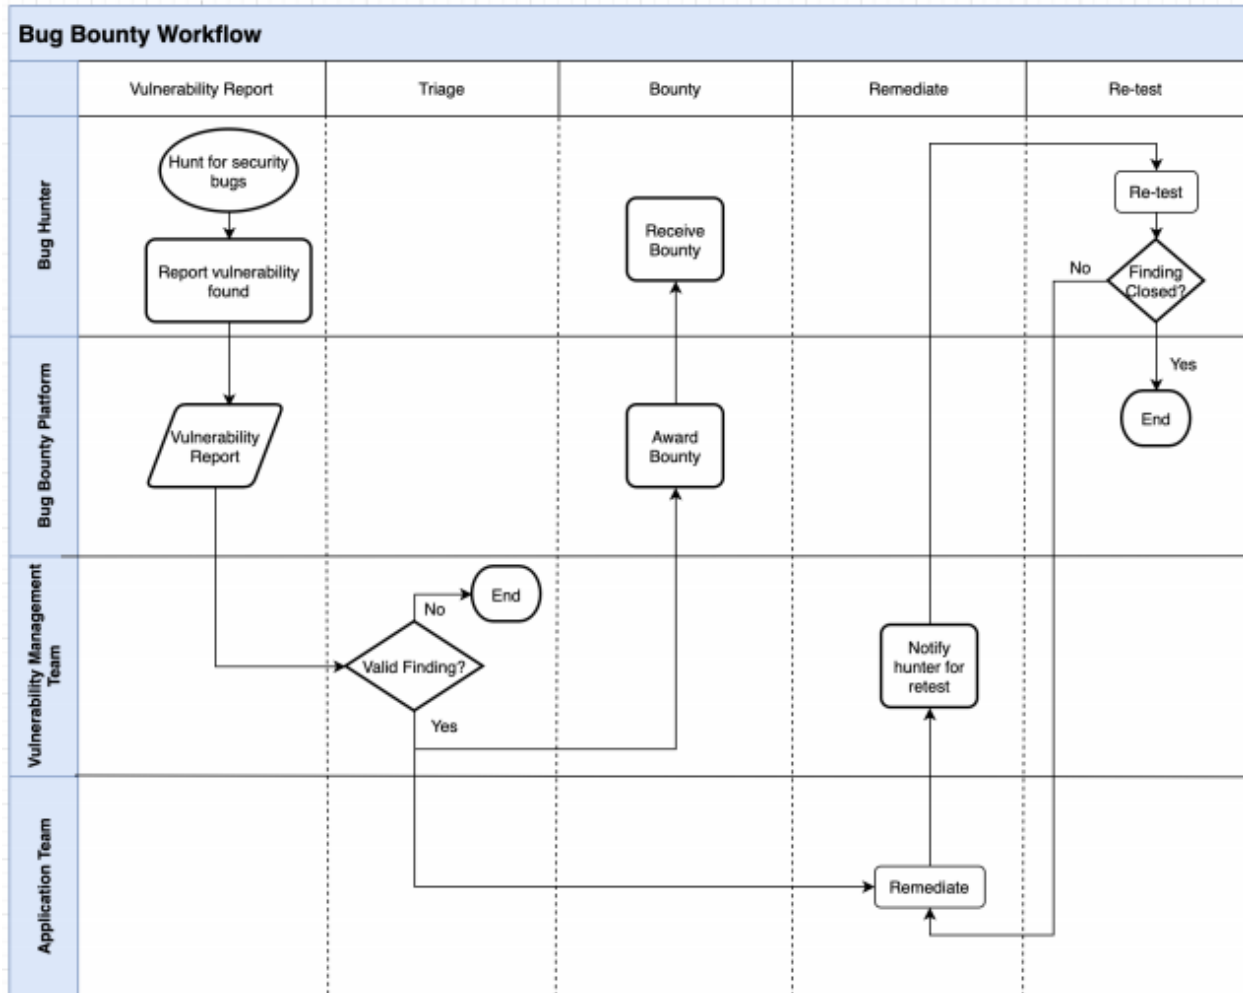 Bug Bounty Workflow
Vulnerability Report
Triage
Bounty
Remediate
Re-test
Bug Hunter
Hunt for security
bugs
Report vulnerability
found
Receive
Bounty
Re-test
Finding
Closed?
No
Yes
Bug Bounty Platform
Vulnerability
Report
Award
Bounty
End
Vulnerability Management
Team
Valid Finding?
No
End
Yes
Notify
hunter for
retest
Application Team
Remediate